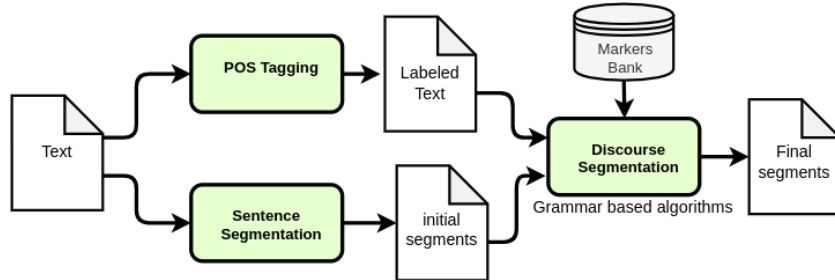 Text
POS Tagging
Labeled
Text
Sentence
Segmentation
initial
segments
Markers
Bank
Discourse
Segmentation
Grammar based algorithms
Final
segments